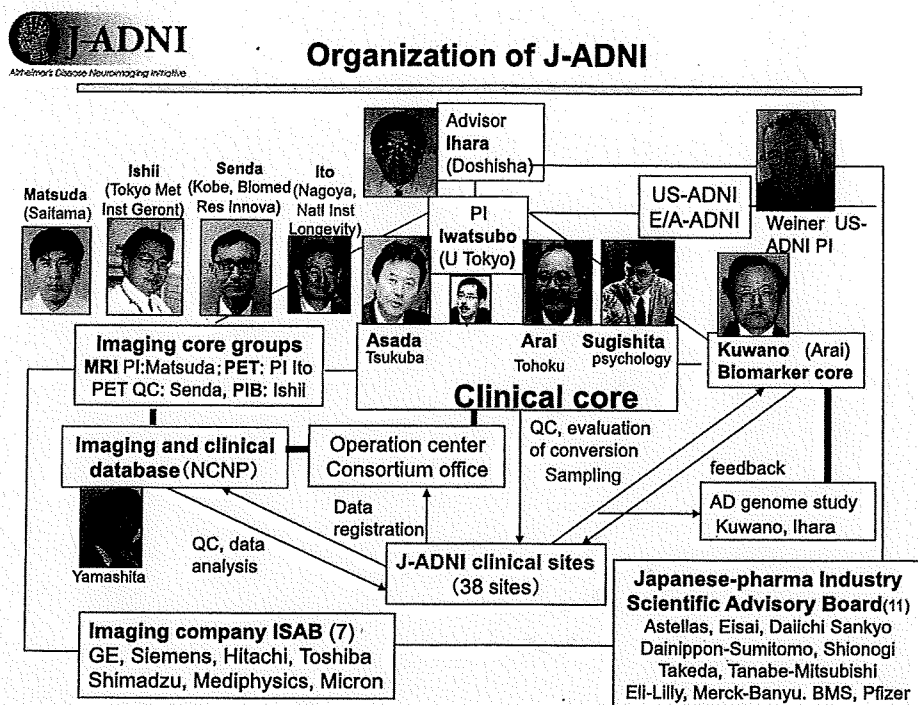 J-ADNI
Alzheimer's Disease Neuroimaging Initiative
Organization of J-ADNI
Advisor
Ihara
(Doshisha)
Matsuda
(Saitama)
Ishii
(Tokyo Met
Inst Geront)
Senda
(Kobe, Biomed
Res Innova)
Ito
(Nagoya,
Natl Inst
Longevity)
PI
Iwatsubo
(U Tokyo)
US-ADNI
E/A-ADNI
Weiner US-
ADNI PI
Imaging core groups
MRI PI:Matsuda; PET: PI Ito
PET QC: Senda, PIB: Ishii
Asada
Tsukuba
Arai
Tohoku
Sugishita
psychology
Clinical core
Kuwano (Arai)
Biomarker core
Imaging and clinical
database (NCNP)
Operation center
Consortium office
QC, evaluation
of conversion
Sampling
feedback
AD genome study
Kuwano, Ihara
Yamashita
QC, data
analysis
Data
registration
J-ADNI clinical sites
(38 sites)
Imaging company ISAB (7)
GE, Siemens, Hitachi, Toshiba
Shimadzu, Mediphysics, Micron
Japanese-pharma Industry
Scientific Advisory Board(11)
Astellas, Eisai, Daiichi Sankyo
Dainippon-Sumitomo, Shionogi
Takeda, Tanabe-Mitsubishi
Eli-Lilly, Merck-Banyu. BMS, Pfizer